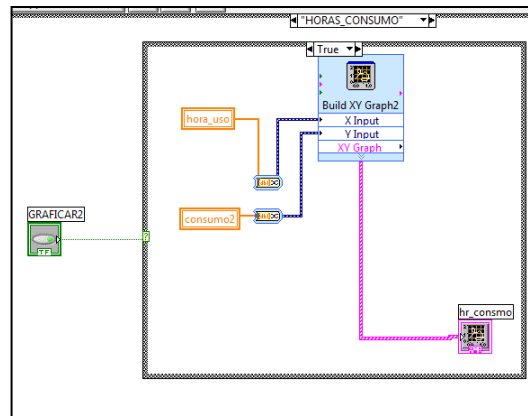 "HORAS_CONSUMO"
True
Build XY Graph2
hora_uso
X Input
Y Input
XY Graph
consumo2
GRAFICAR2
TF
?
hr_consmo